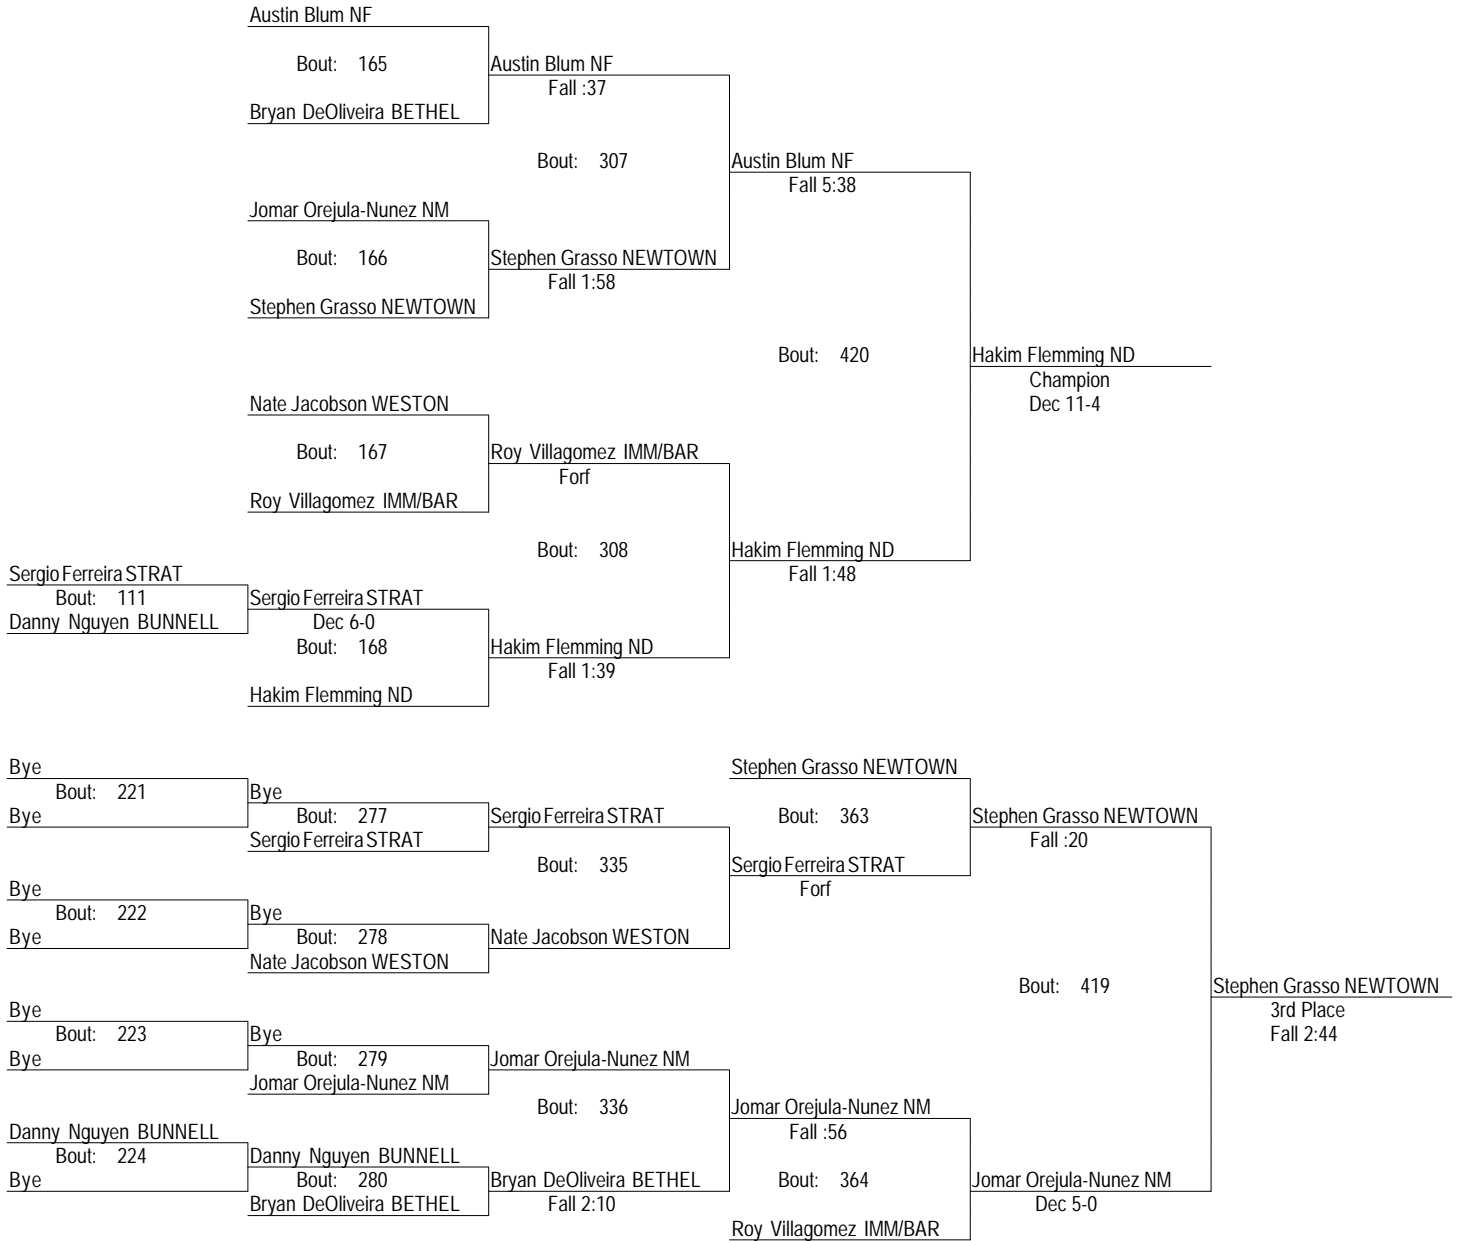 Austin Blum NF
Bout: 165
Austin Blum NF
Fall :37
Bryan DeOliveira BETHEL
Bout: 307
Austin Blum NF
Fall 5:38
Jomar Orejula-Nunez NM
Bout: 166
Stephen Grasso NEWTOWN
Fall 1:58
Stephen Grasso NEWTOWN
Bout: 420
Hakim Flemming ND
Champion
Dec 11-4
Nate Jacobson WESTON
Bout: 167
Roy Villagomez IMM/BAR
Forf
Roy Villagomez IMM/BAR
Bout: 308
Hakim Flemming ND
Fall 1:48
Sergio Ferreira STRAT
Bout: 111
Danny Nguyen BUNNELL
Sergio Ferreira STRAT
Dec 6-0
Bout: 168
Hakim Flemming ND
Fall 1:39
Hakim Flemming ND
Bye
Bout: 221
Bye
Bye
Bout: 277
Sergio Ferreira STRAT
Sergio Ferreira STRAT
Bout: 335
Stephen Grasso NEWTOWN
Bout: 363
Stephen Grasso NEWTOWN
Fall :20
Sergio Ferreira STRAT
Forf
Bye
Bout: 222
Bye
Bye
Bout: 278
Nate Jacobson WESTON
Nate Jacobson WESTON
Bout: 419
Stephen Grasso NEWTOWN
3rd Place
Fall 2:44
Bye
Bout: 223
Bye
Bye
Bout: 279
Jomar Orejula-Nunez NM
Jomar Orejula-Nunez NM
Bout: 336
Jomar Orejula-Nunez NM
Fall :56
Danny Nguyen BUNNELL
Bout: 224
Bye
Danny Nguyen BUNNELL
Bout: 280
Bryan DeOliveira BETHEL
Bryan DeOliveira BETHEL
Fall 2:10
Bout: 364
Jomar Orejula-Nunez NM
Dec 5-0
Roy Villagomez IMM/BAR